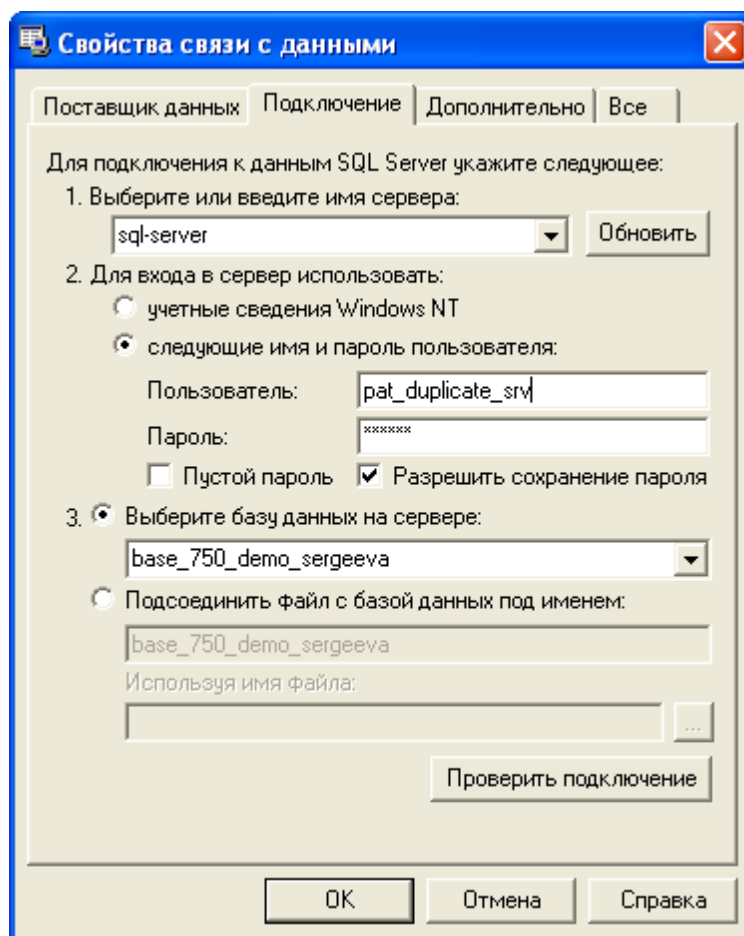 Свойства связи с данными
Поставщик данных Подключение Дополнительно Все
Для подключения к данным SQL Server укажите следующее:
1. Выберите или введите имя сервера:
sql-server Обновить
2. Для входа в сервер использовать:
учетные сведения Windows NT
следующие имя и пароль пользователя:
Пользователь: pat_duplicate_srv
Пароль: ******
Пустой пароль Разрешить сохранение пароля
3. Выберите базу данных на сервере:
base_750_demo_sergeeva
Подсоединить файл с базой данных под именем:
base_750_demo_sergeeva
Используя имя файла:
...
Проверить подключение
OK Отмена Справка